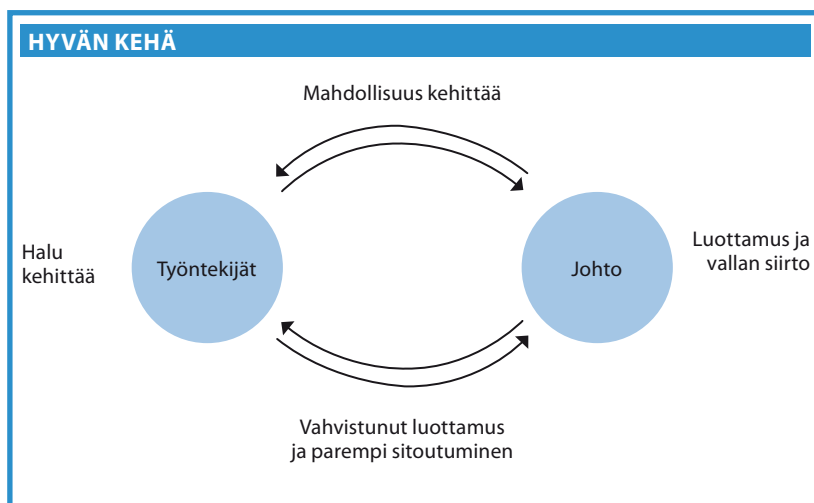 HYVÄN KEHÄ
Mahdollisuus kehittää
Halu
kehittää
Työntekijät
Johto
Luottamus ja
vallan siirto
Vahvistunut luottamus
ja parempi sitoutuminen